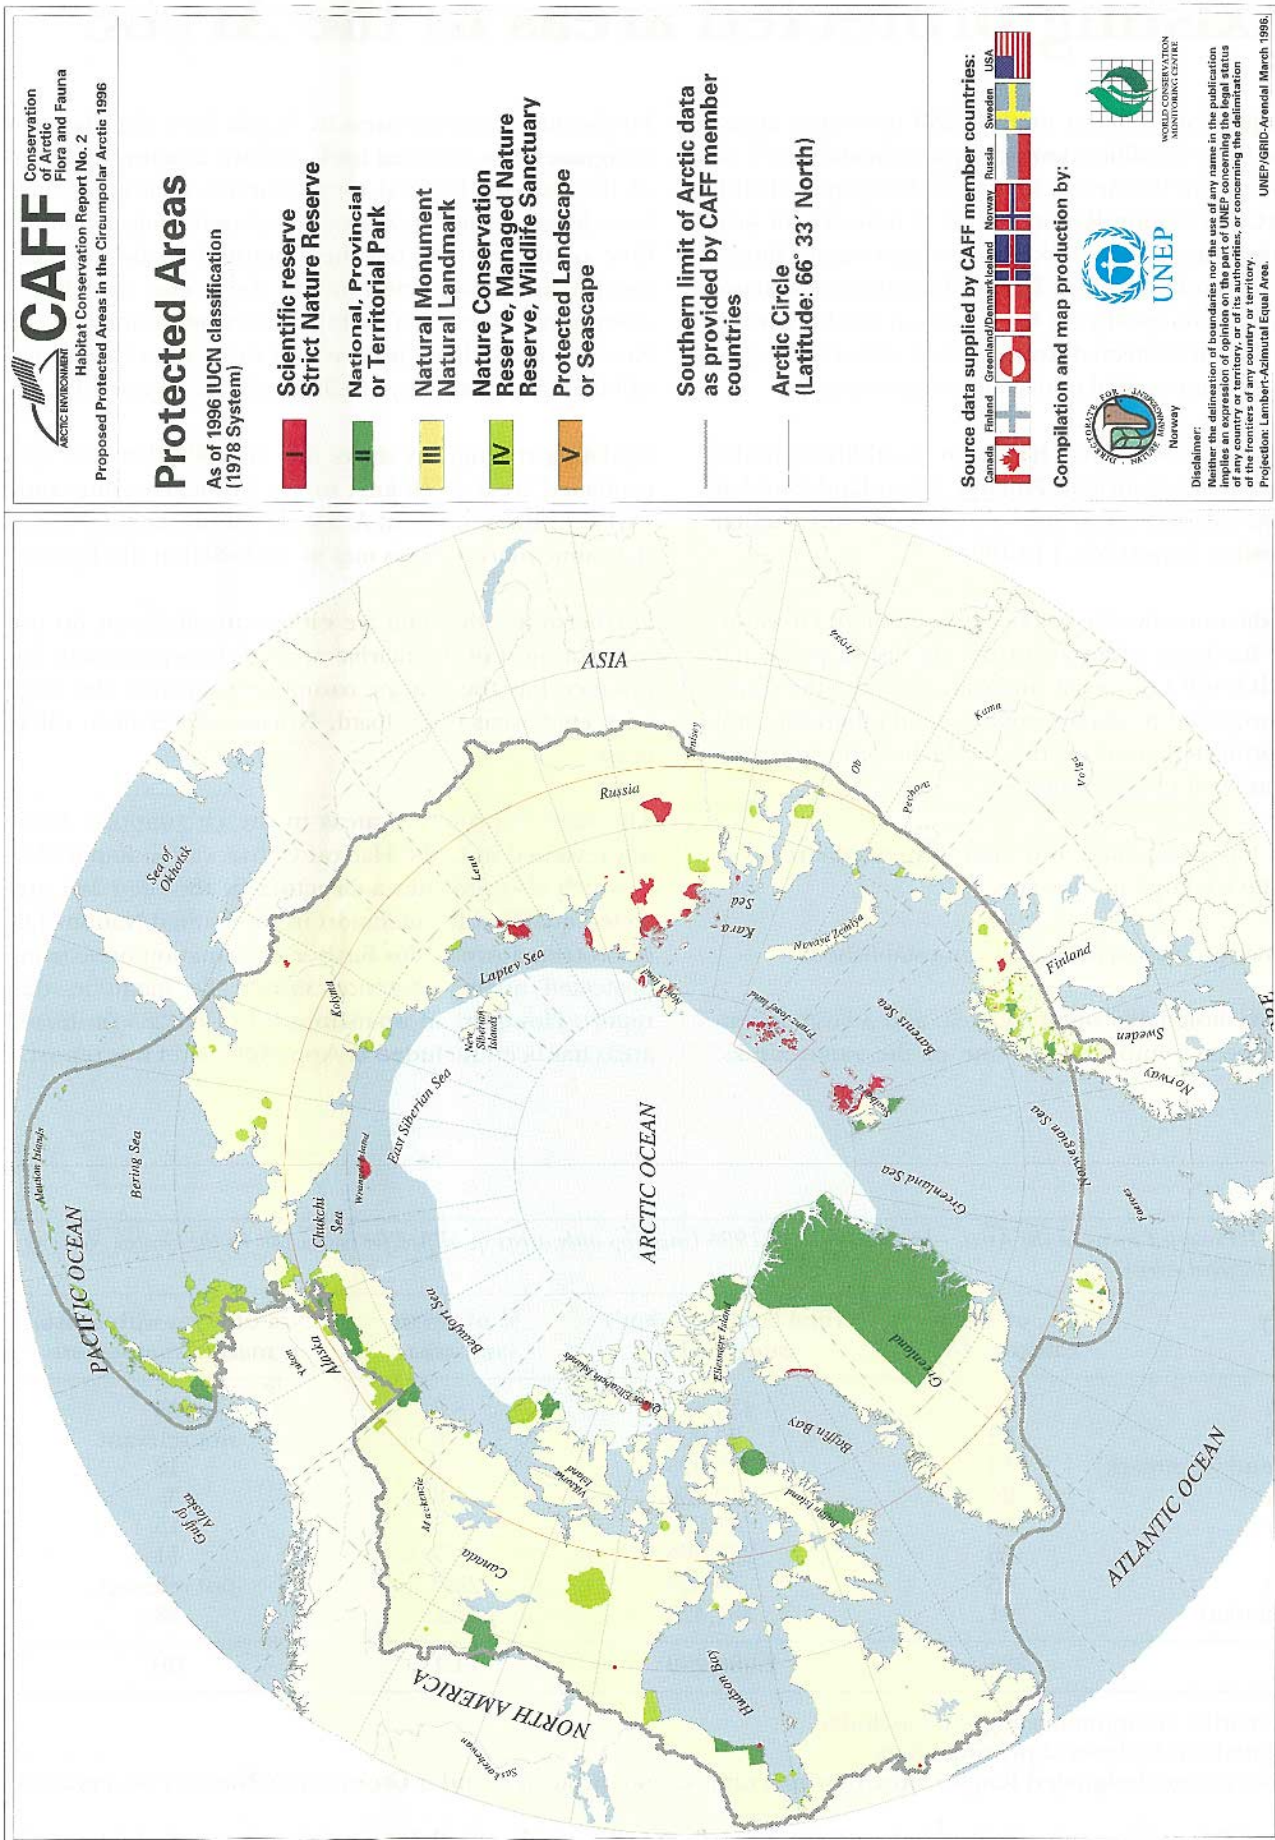 CAFF
Conservation
of Arctic
Flora and Fauna
ARCTIC ENVIRONMENT
Habitat Conservation Report No. 2
Proposed Protected Areas in the Circumpolar Arctic 1996
Protected Areas
As of 1996 IUCN classification
(1978 System)
I
Scientific reserve
Strict Nature Reserve
II
National, Provincial
or Territorial Park
III
Natural Monument
Natural Landmark
IV
Nature Conservation
Reserve, Managed Nature
Reserve, Wildlife Sanctuary
V
Protected Landscape
or Seascape
Southern limit of Arctic data
as provided by CAFF member
countries
Arctic Circle
(Latitude: 66° 33´ North)
Source data supplied by CAFF member countries:
Canada Finland Greenland/Denmark Iceland Norway Russia Sweden USA
Compilation and map production by:
DIRECTORATE FOR NATURE MANAGEMENT
Norway
UNEP
WORLD CONSERVATION
MONITORING CENTRE
Disclaimer:
Neither the delineation of boundaries nor the use of any name in the publication
implies an expression of opinion on the part of UNEP concerning the legal status
of any country or territory, or of its authorities, or concerning the delimitation
of the frontiers of any country or territory.
Projection: Lambert-Azimutal Equal Area. UNEP/GRID-Arendal March 1996.
PACIFIC OCEAN
Aleutian Islands
Bering Sea
Sea of
Okhotsk
Gulf of
Alaska
Yukon
Alaska
Chukchi
Sea
Wrangel Island
East Siberian Sea
Kolyma
New
Siberian
Islands
Laptev Sea
Lena
Russia
ASIA
Yenisey
Irtysh
Ob
Kama
Pechora
Volga
Kara
Sea
North land
Novaya Zemlya
Franz Josef land
Barents Sea
Svalbard
Finland
Sweden
Norway
Norwegian Sea
Greenland Sea
Faeroes
ARCTIC OCEAN
Beaufort Sea
Queen Elizabeth Islands
Ellesmere Island
Greenland
Baffin Bay
Baffin Island
Viktoria
Island
Mackenzie
Canada
NORTH AMERICA
Saskatchewan
Hudson Bay
ATLANTIC OCEAN